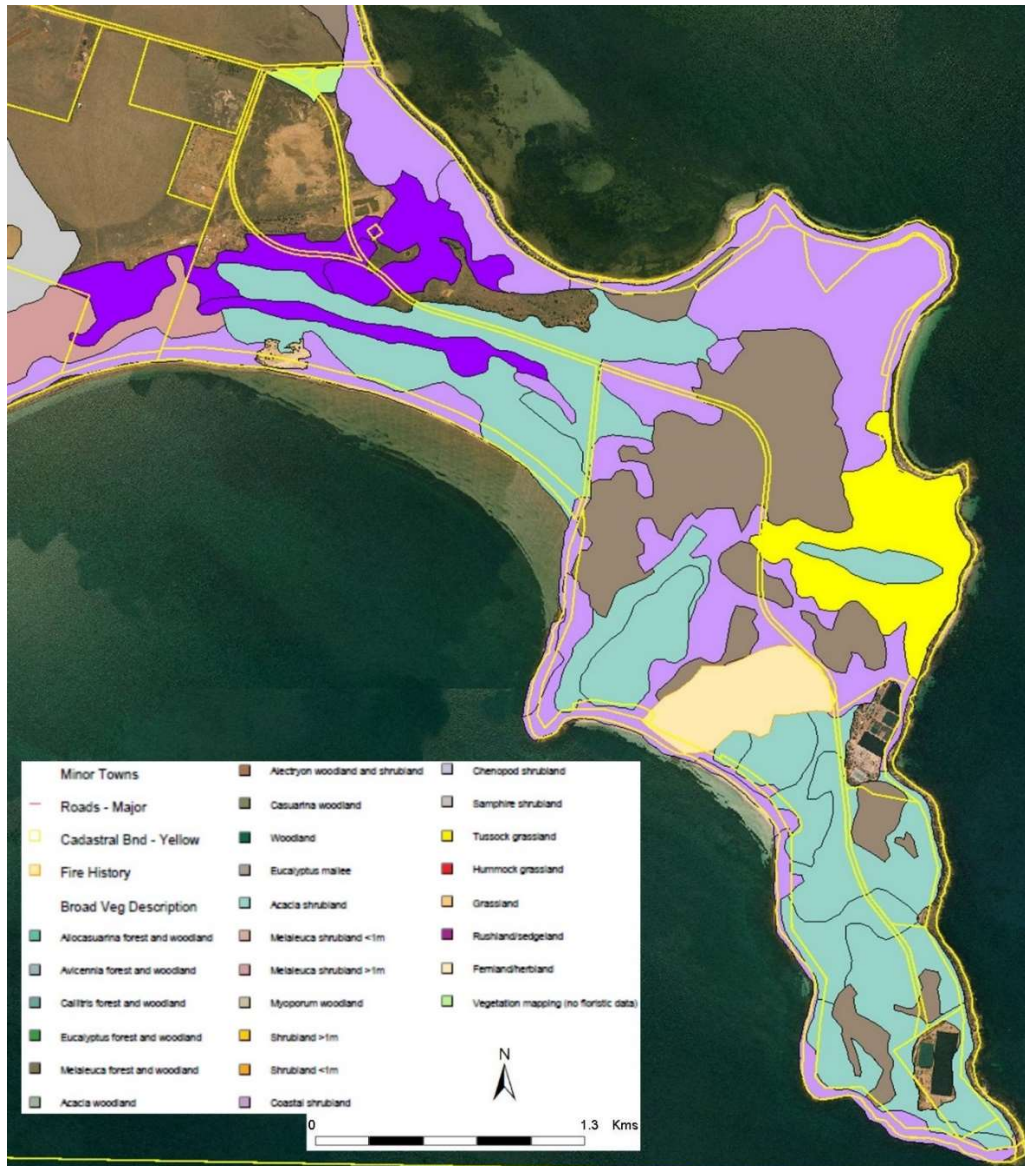 Minor Towns
Roads - Major
Cadastral Bnd - Yellow
Fire History
Broad Veg Description
Allocasuarina forest and woodland
Avicennia forest and woodland
Callitris forest and woodland
Eucalyptus forest and woodland
Melaleuca forest and woodland
Acacia woodland
Alectryon woodland and shrubland
Casuarina woodland
Woodland
Eucalyptus mallee
Acacia shrubland
Melaleuca shrubland <1m
Melaleuca shrubland >1m
Myoporum woodland
Shrubland >1m
Shrubland <1m
Coastal shrubland
Chenopod shrubland
Samphire shrubland
Tussock grassland
Hummock grassland
Grassland
Rushland/sedgeland
Fernland/herbland
Vegetation mapping (no floristic data)
N
0 1.3 Kms